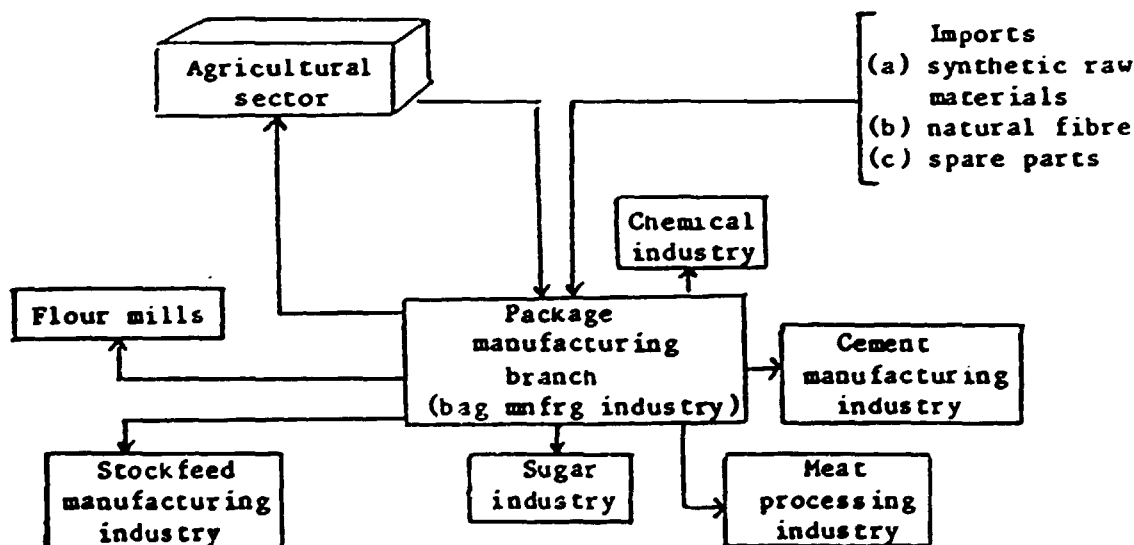 Agricultural
sector
Imports
(a) synthetic raw
materials
(b) natural fibre
(c) spare parts
Chemical
industry
Flour mills
Package
manufacturing
branch
(bag mnfrg industry)
Cement
manufacturing
industry
Stockfeed
manufacturing
industry
Sugar
industry
Meat
processing
industry